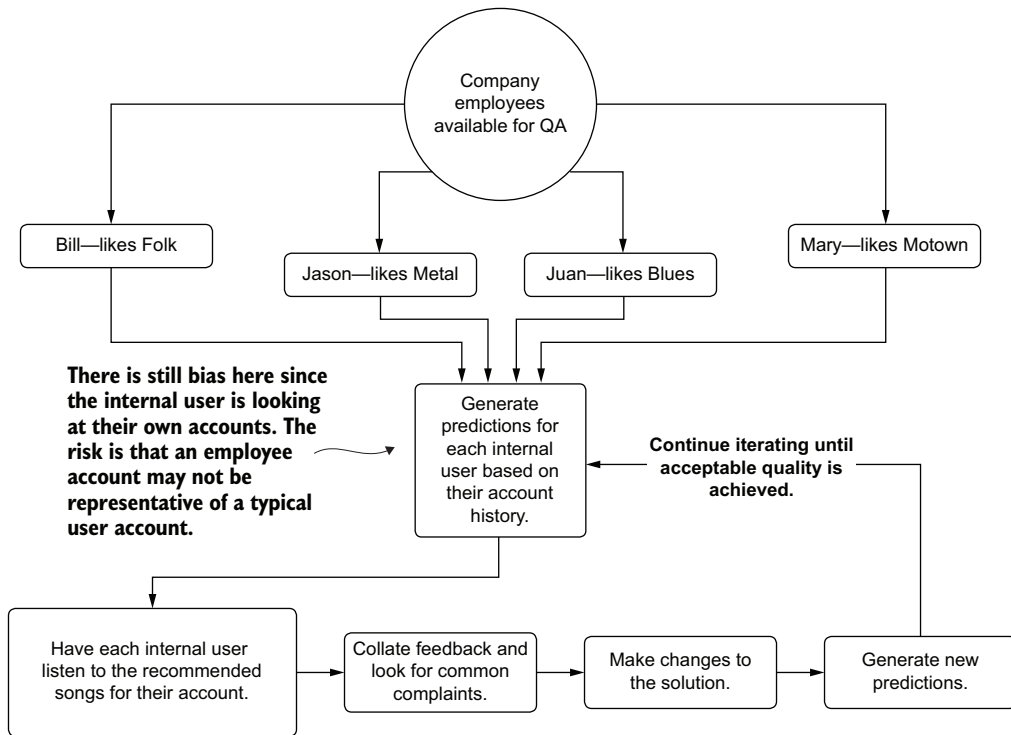 Company
employees
available for QA
Bill—likes Folk
Mary—likes Motown
Jason—likes Metal
Juan—likes Blues
There is still bias here since
the internal user is looking
at their own accounts. The
risk is that an employee
account may not be
representative of a typical
user account.
Generate
predictions for
each internal
user based on
their account
history.
Continue iterating until
acceptable quality is
achieved.
Have each internal user
listen to the recommended
songs for their account.
Collate feedback and
look for common
complaints.
Make changes to
the solution.
Generate new
predictions.